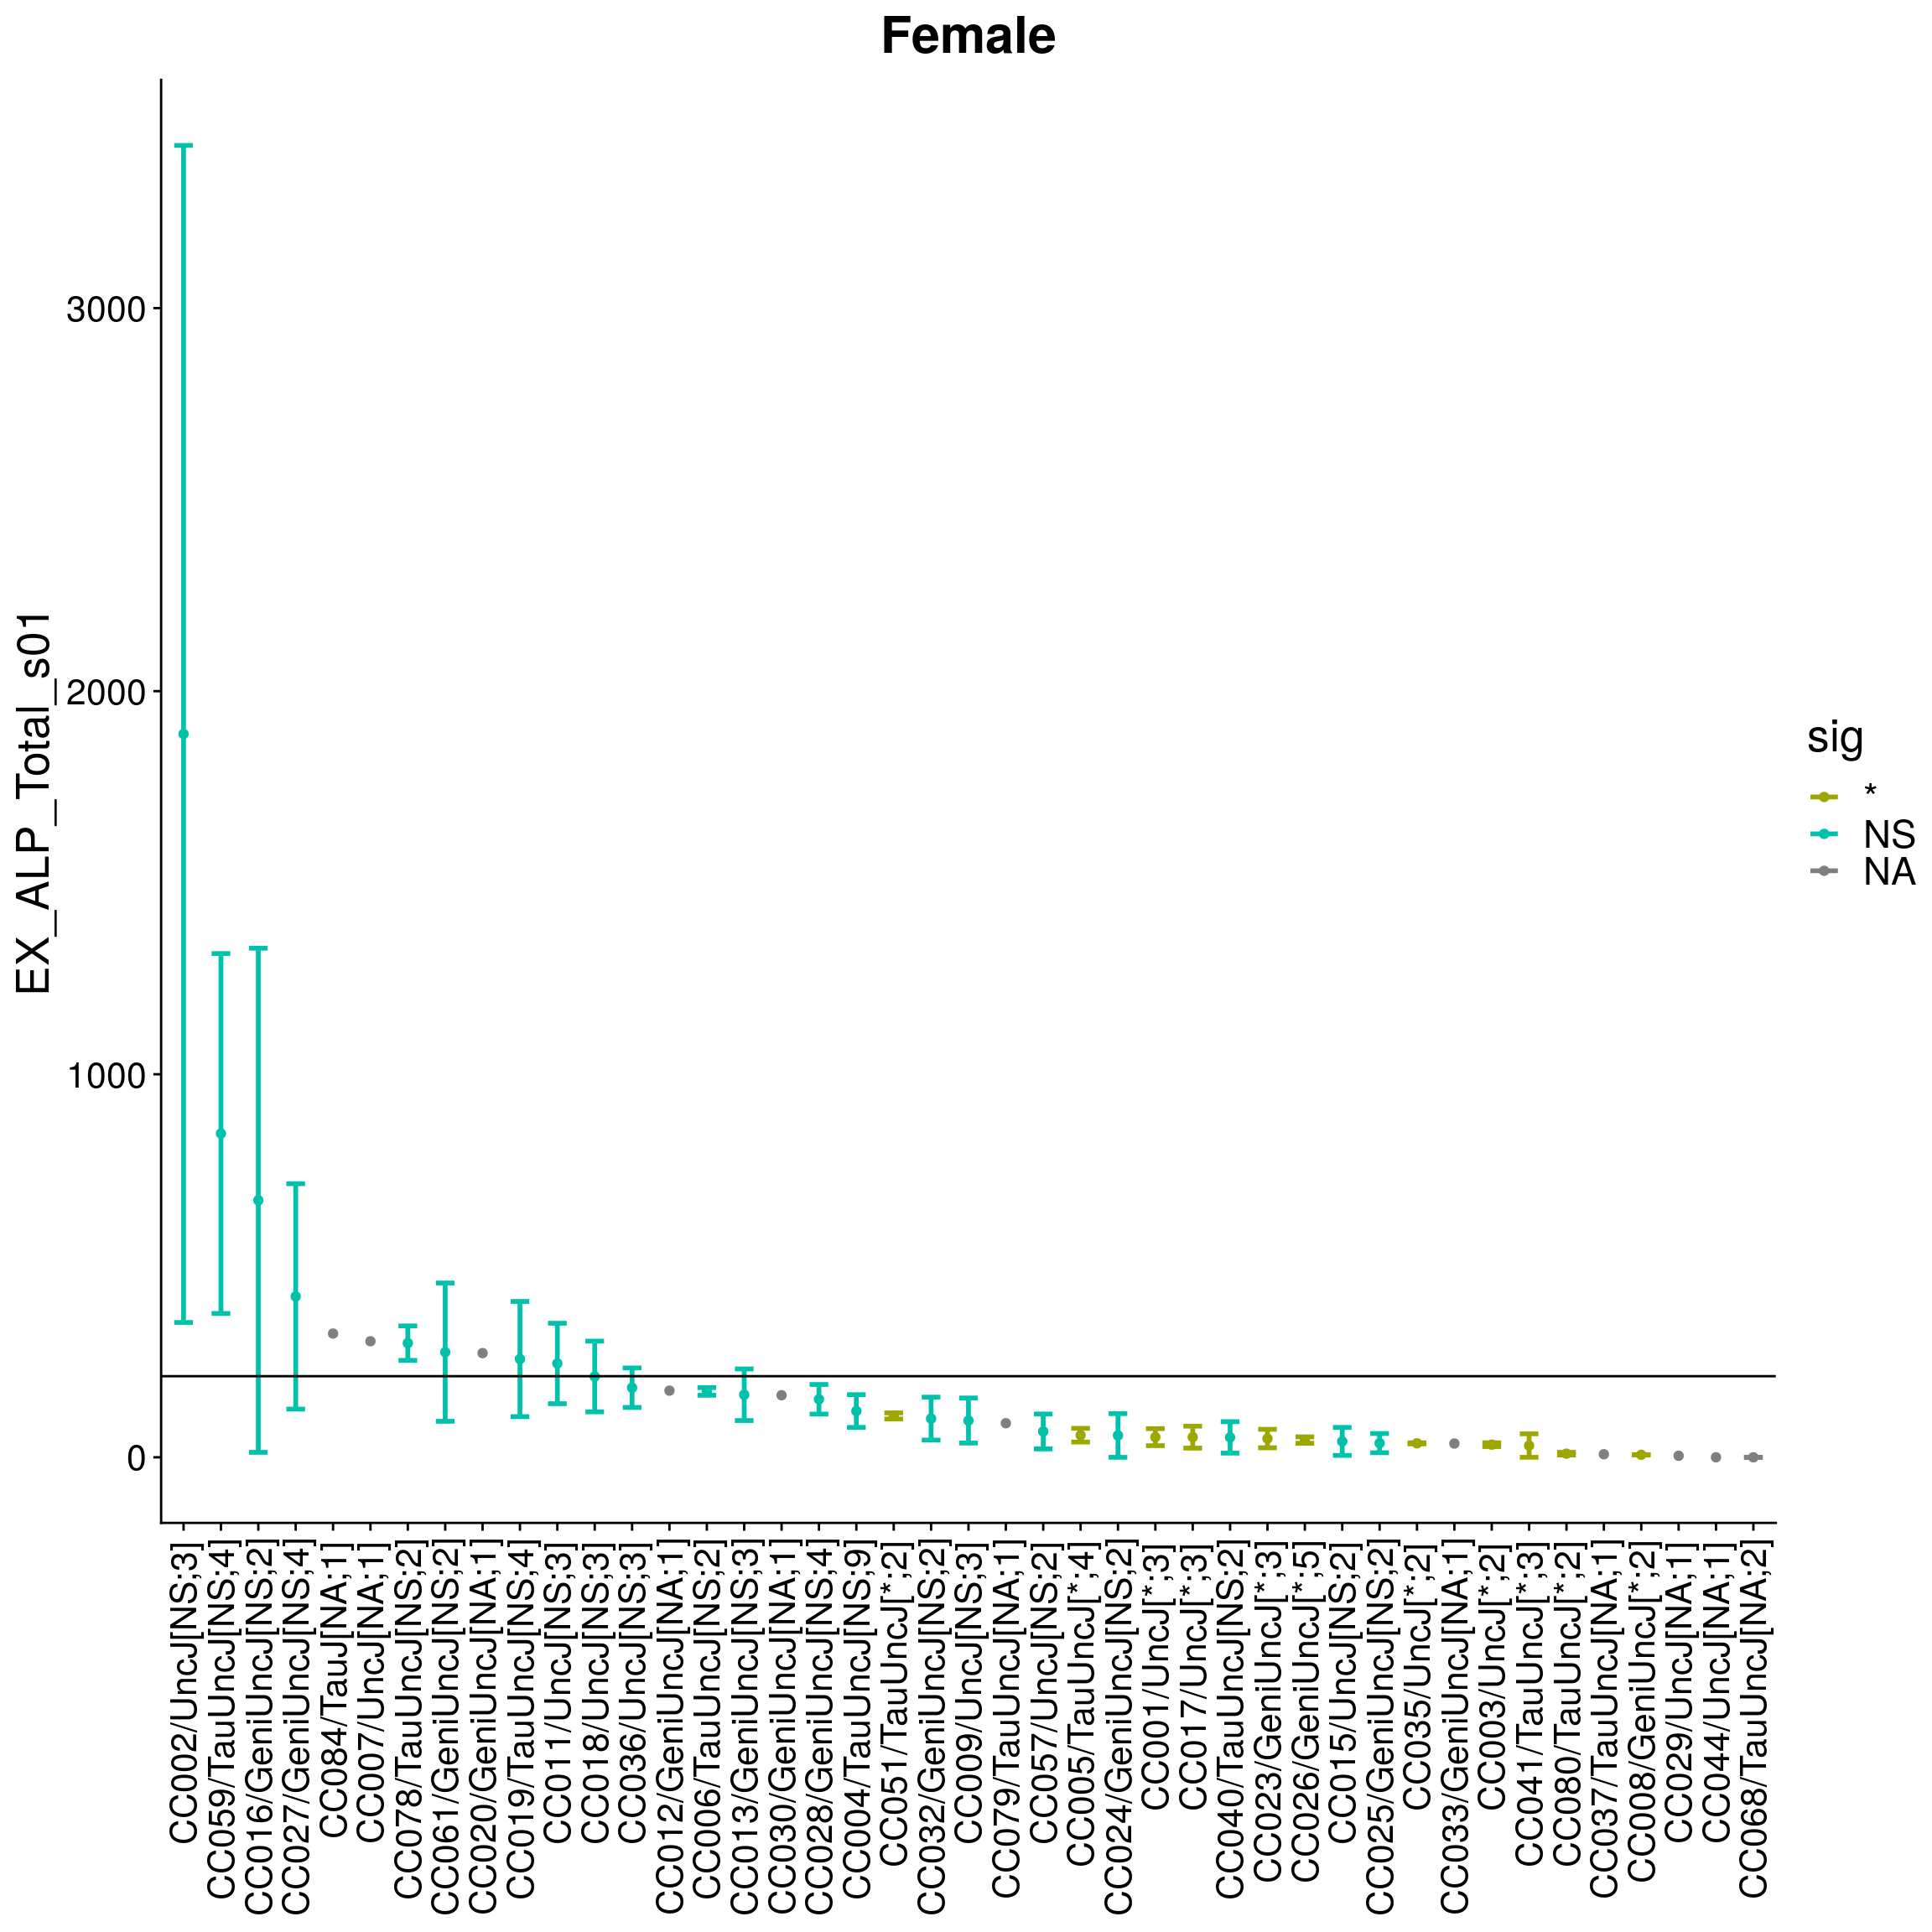 Female
EX_ALP_Total_s01
3000
2000
1000
0
CC002/UncJ[NS;3]
CC059/TauUncJ[NS;4]
CC016/GeniUncJ[NS;2]
CC027/GeniUncJ[NS;4]
CC084/TauJ[NA;1]
CC007/UncJ[NA;1]
CC078/TauUncJ[NS;2]
CC061/GeniUncJ[NS;2]
CC020/GeniUncJ[NA;1]
CC019/TauUncJ[NS;4]
CC011/UncJ[NS;3]
CC018/UncJ[NS;3]
CC036/UncJ[NS;3]
CC012/GeniUncJ[NA;1]
CC006/TauUncJ[NS;2]
CC013/GeniUncJ[NS;3]
CC030/GeniUncJ[NA;1]
CC028/GeniUncJ[NS;4]
CC004/TauUncJ[NS;9]
CC051/TauUncJ[*;2]
CC032/GeniUncJ[NS;2]
CC009/UncJ[NS;3]
CC079/TauUncJ[NA;1]
CC057/UncJ[NS;2]
CC005/TauUncJ[*;4]
CC024/GeniUncJ[NS;2]
CC001/UncJ[*;3]
CC017/UncJ[*;3]
CC040/TauUncJ[NS;2]
CC023/GeniUncJ[*;3]
CC026/GeniUncJ[*;5]
CC015/UncJ[NS;2]
CC025/GeniUncJ[NS;2]
CC035/UncJ[*;2]
CC033/GeniUncJ[NA;1]
CC003/UncJ[*;2]
CC041/TauUncJ[*;3]
CC080/TauUncJ[*;2]
CC037/TauUncJ[NA;1]
CC008/GeniUncJ[*;2]
CC029/UncJ[NA;1]
CC044/UncJ[NA;1]
CC068/TauUncJ[NA;2]
sig
*
NS
NA